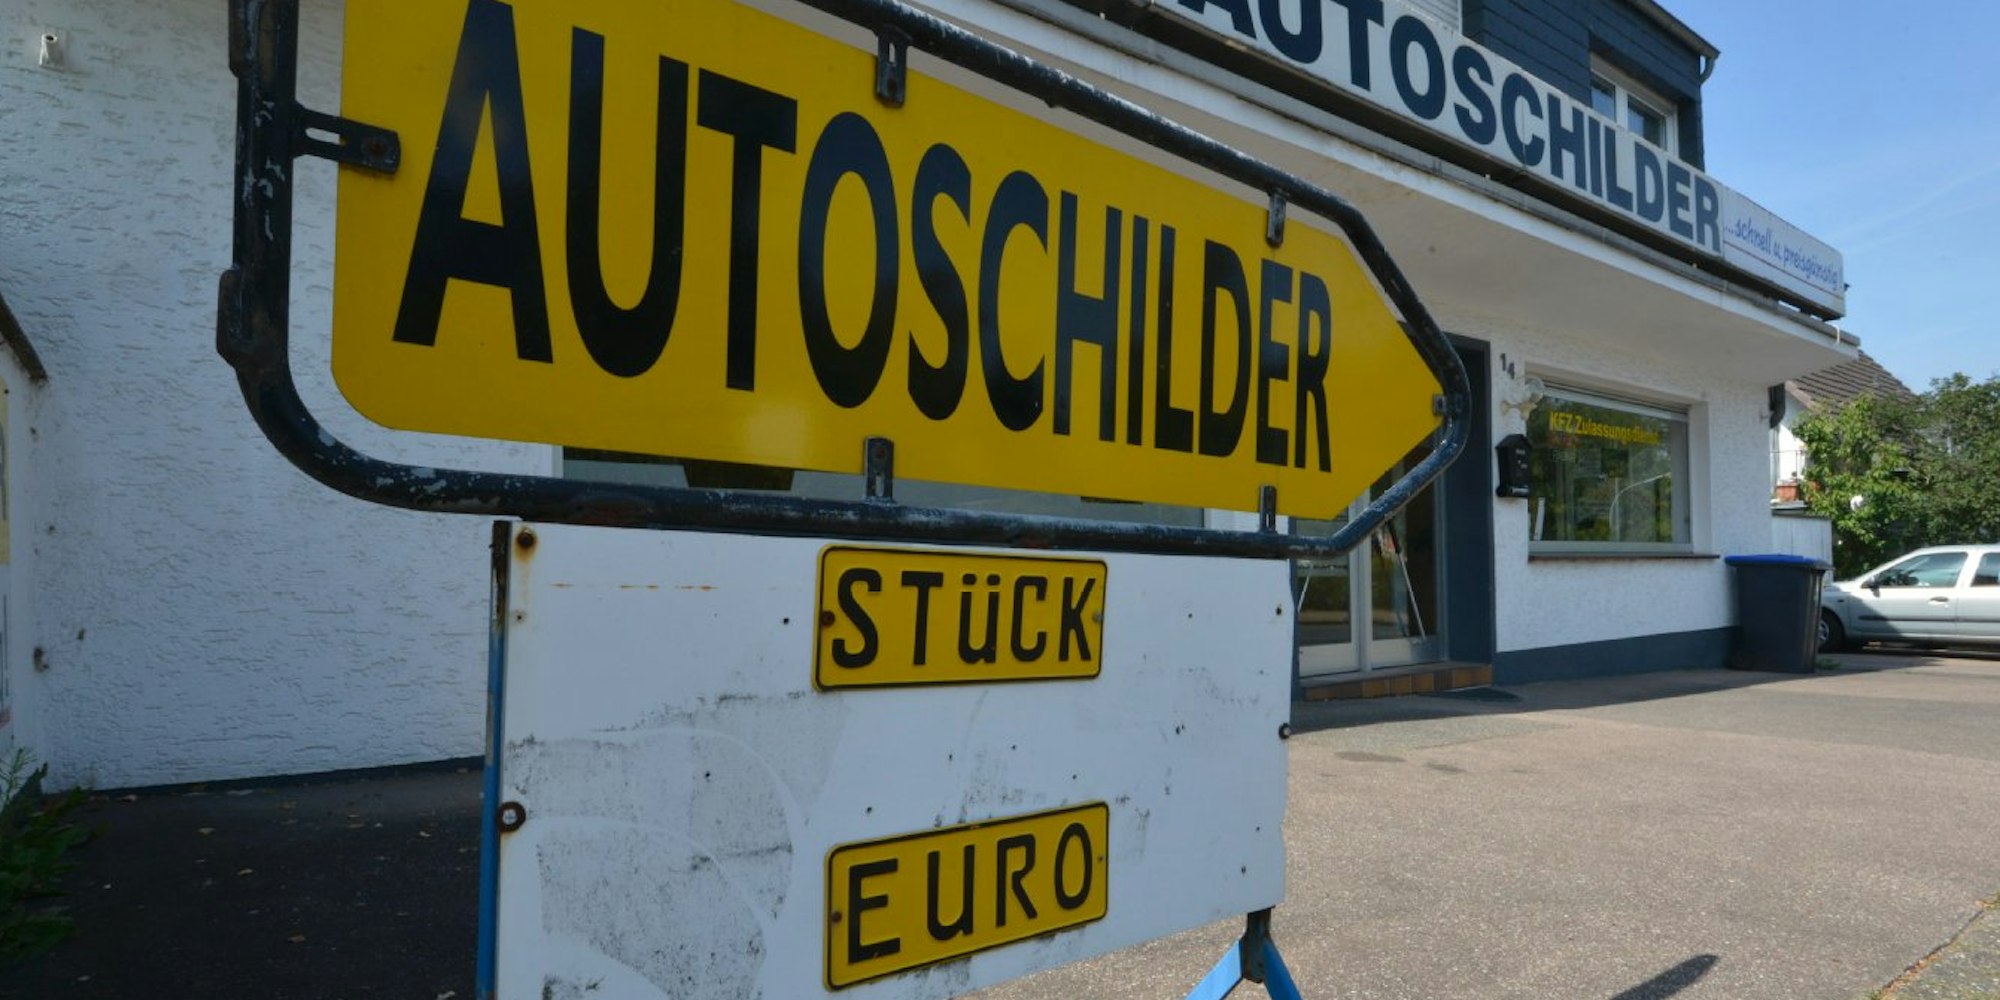 AUTOSCHILDER
...schnell u. preisgünstig
AUTOSCHILDER
14
KFZ Zulassungsdienst
STüCK
EURO